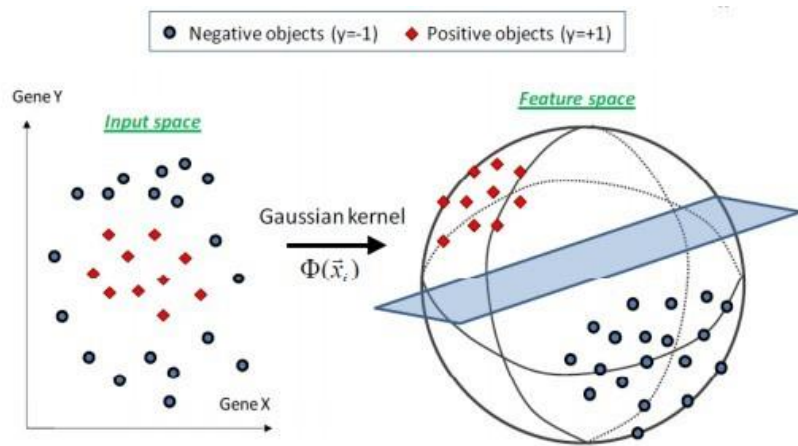 Negative objects (y=-1) Positive objects (y=+1)
Gene Y
Input space
Feature space
Gaussian kernel
Φ(x⃗ᵢ)
Gene X